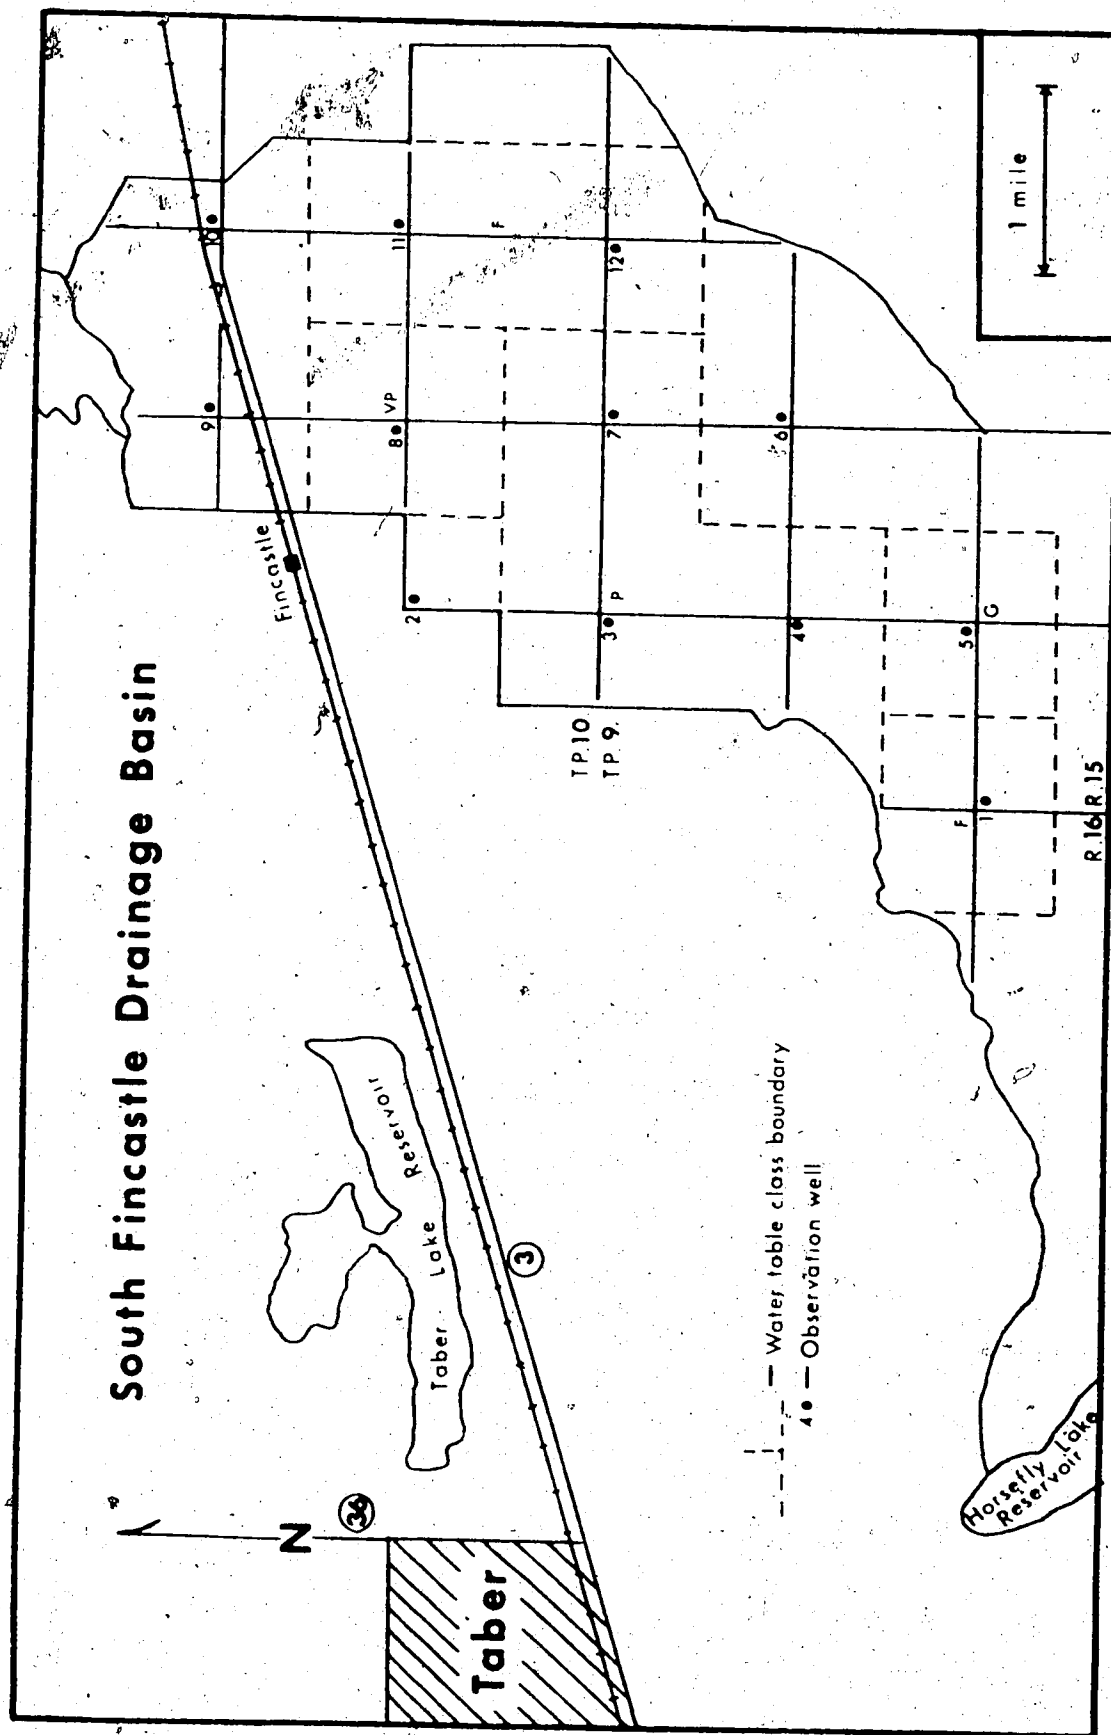 South Fincastle Drainage Basin
N
36
Taber
3
Taber Lake Reservoir
Fincastle
Horsefly Lake
Reservoir
Water table class boundary
4 Observation well
TP.10
TP. 9.
R.16 R.15
1 mile
9
10
2
8
VP
11
F
3
P
7
12
4
6
F
1
5
G